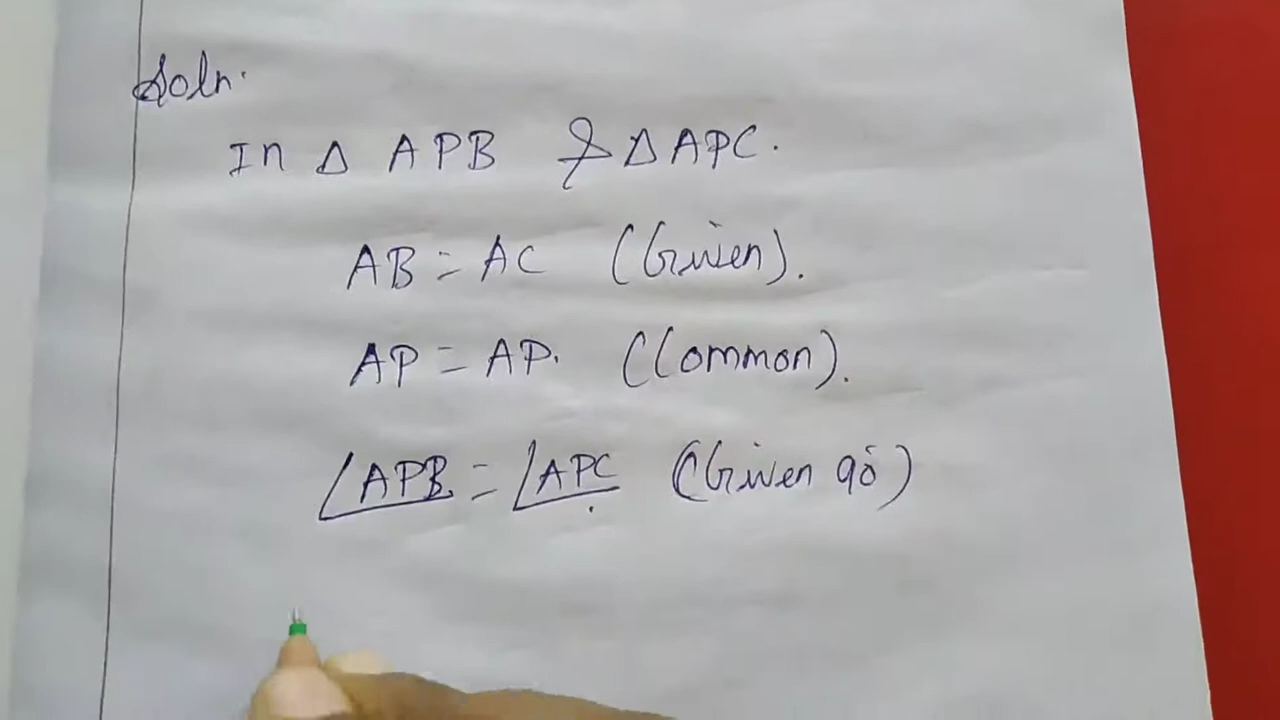 Soln.
In Δ APB & Δ APC.
AB = AC (Given).
AP = AP. (Common).
∠APB = ∠APC (Given 90°)